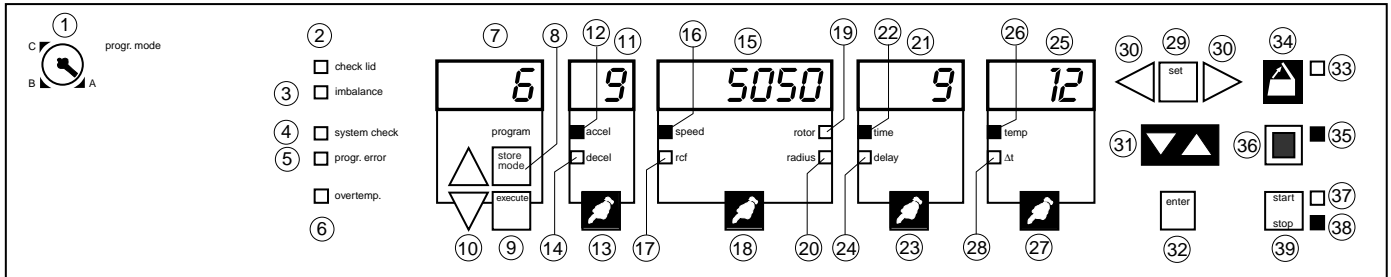 1 2 7 8 12 11 16 15 19 22 21 26 25 30 29 30 34
C progr. mode
B A
check lid
3 imbalance
4 system check
5 progr. error
overtemp.
6
6 9 5050 9 12
program accel speed rotor time temp
store
mode
decel rcf radius delay Δt
execute
10 9 14 13 17 18 20 24 23 28 27
set
33
31 36 35
enter start
stop
37
38
32 39